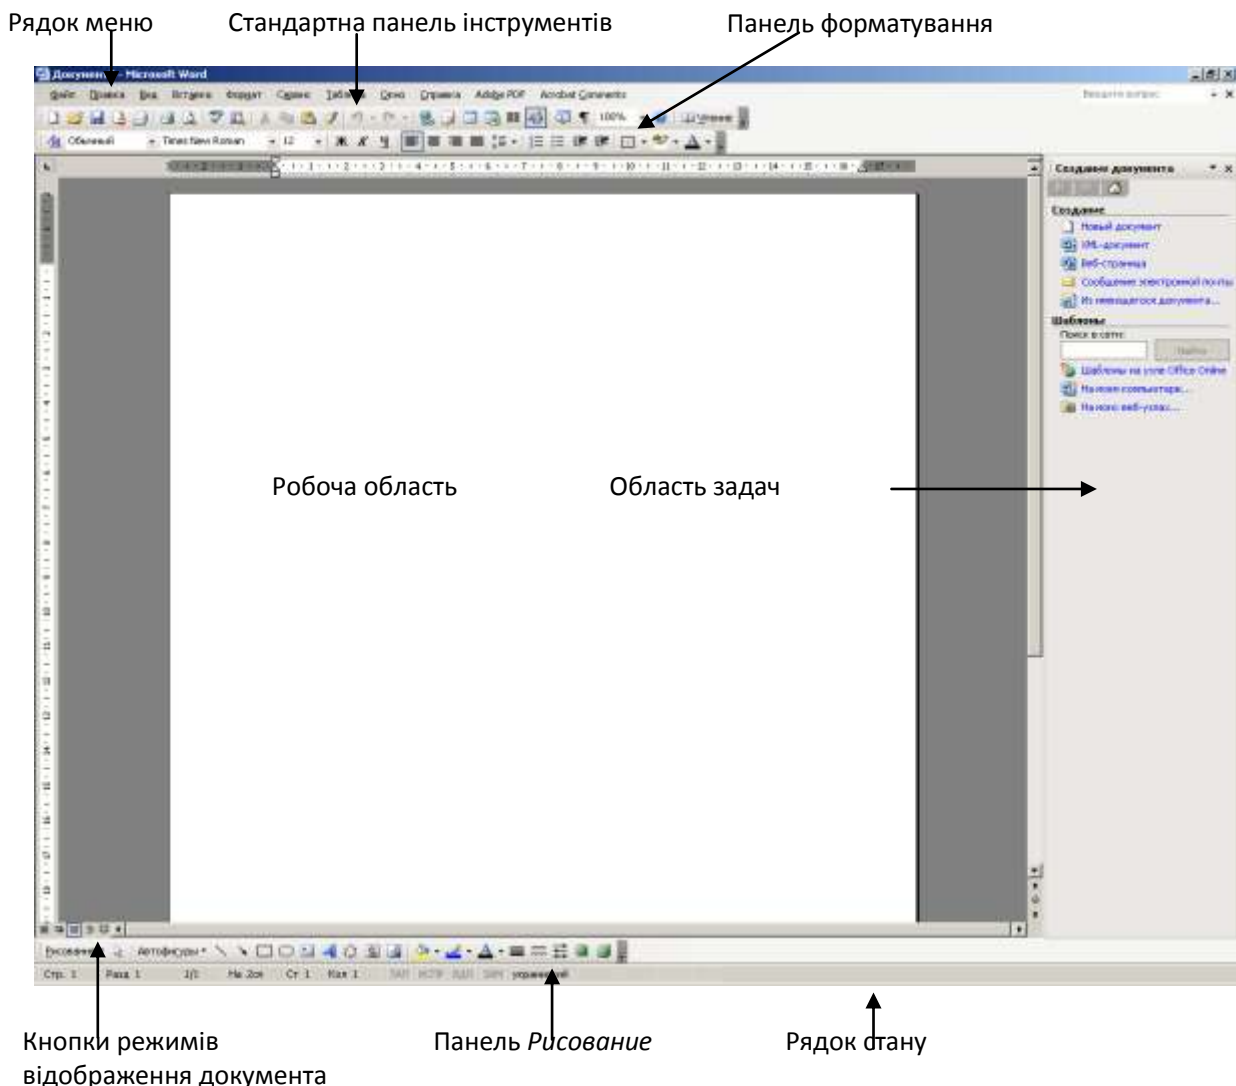 Рядок меню Стандартна панель інструментів Панель форматування
Документ - Microsoft Word
Файл Правка Вид Вставка Формат Сервис Таблица Окно Справка Adobe PDF Acrobat Comments Введите вопрос
100% Чтение
Обычный Times New Roman 12 Ж К Ч
Создание документа
Создание
Новый документ
XML-документ
Веб-страница
Сообщение электронной почты
Из имеющегося документа...
Шаблоны
Поиск в сети:
Найти
Шаблоны на узле Office Online
На моем компьютере...
На моих веб-узлах...
Робоча область Область задач
Рисование Автофигуры
Стр. 1 Разд 1 1/1 На 2см Ст 1 Кол 1 ЗАП ИСПР ВДЛ ЗАМ украинский
Кнопки режимів Панель Рисование Рядок стану
відображення документа